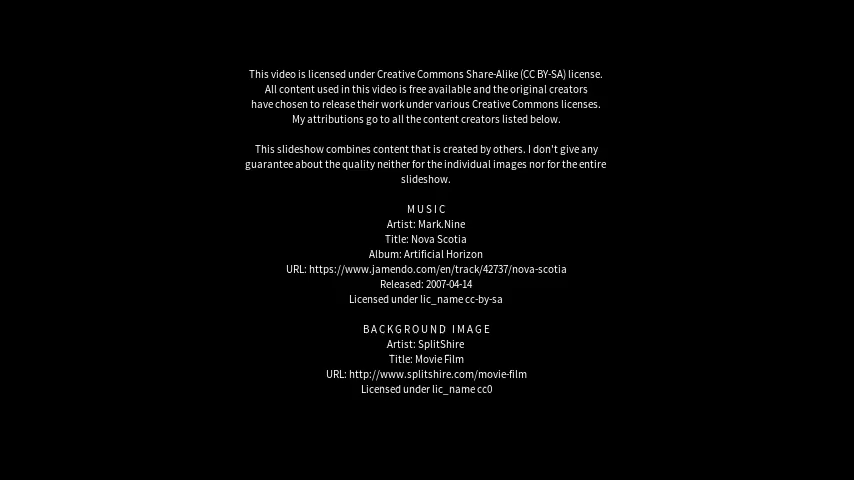 This video is licensed under Creative Commons Share-Alike (CC BY-SA) license.
All content used in this video is free available and the original creators
have chosen to release their work under various Creative Commons licenses.
My attributions go to all the content creators listed below.
This slideshow combines content that is created by others. I don't give any
guarantee about the quality neither for the individual images nor for the entire
slideshow.
MUSIC
Artist: Mark.Nine
Title: Nova Scotia
Album: Artificial Horizon
URL: https://www.jamendo.com/en/track/42737/nova-scotia
Released: 2007-04-14
Licensed under lic_name cc-by-sa
BACKGROUND IMAGE
Artist: SplitShire
Title: Movie Film
URL: http://www.splitshire.com/movie-film
Licensed under lic_name cc0